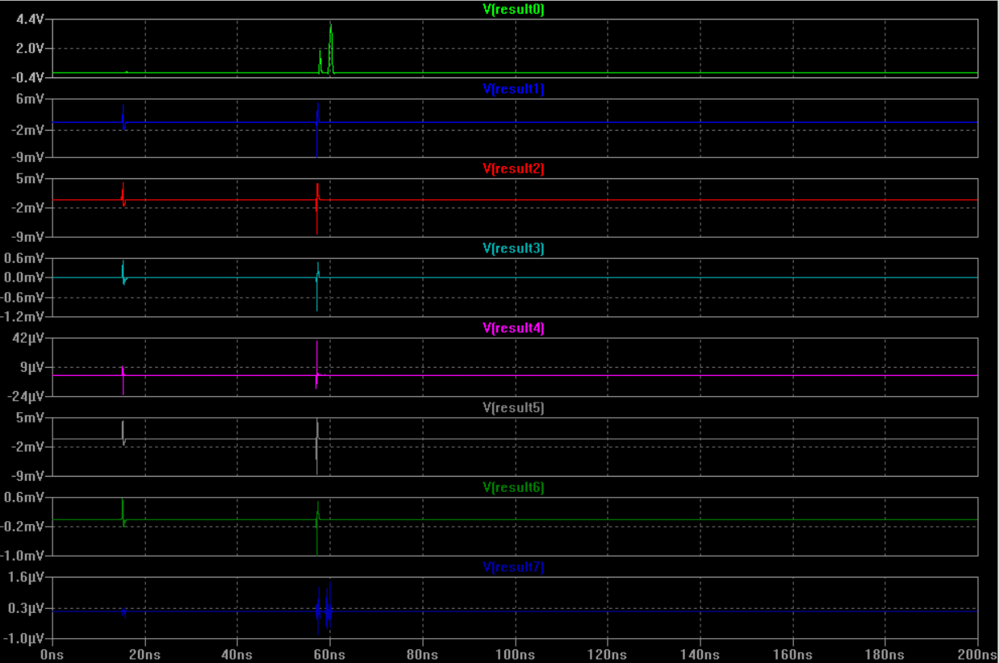 V(result0)
4.4V
2.0V
-0.4V
V(result1)
6mV
-2mV
-9mV
V(result2)
5mV
-2mV
-9mV
V(result3)
0.6mV
0.0mV
-0.6mV
-1.2mV
V(result4)
42µV
9µV
-24µV
V(result5)
5mV
-2mV
-9mV
V(result6)
0.6mV
-0.2mV
-1.0mV
V(result7)
1.6µV
0.3µV
-1.0µV
0ns 20ns 40ns 60ns 80ns 100ns 120ns 140ns 160ns 180ns 200ns